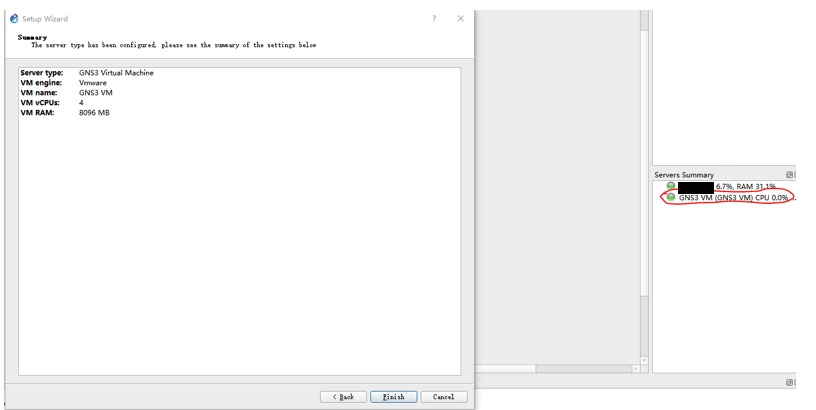 Setup Wizard
?
Summary
The server type has been configured, please see the summary of the settings below
Server type: GNS3 Virtual Machine
VM engine: Vmware
VM name: GNS3 VM
VM vCPUs: 4
VM RAM: 8096 MB
< Back
Finish
Cancel
Servers Summary
6.7%, RAM 31.1%
GNS3 VM (GNS3 VM) CPU 0.0%